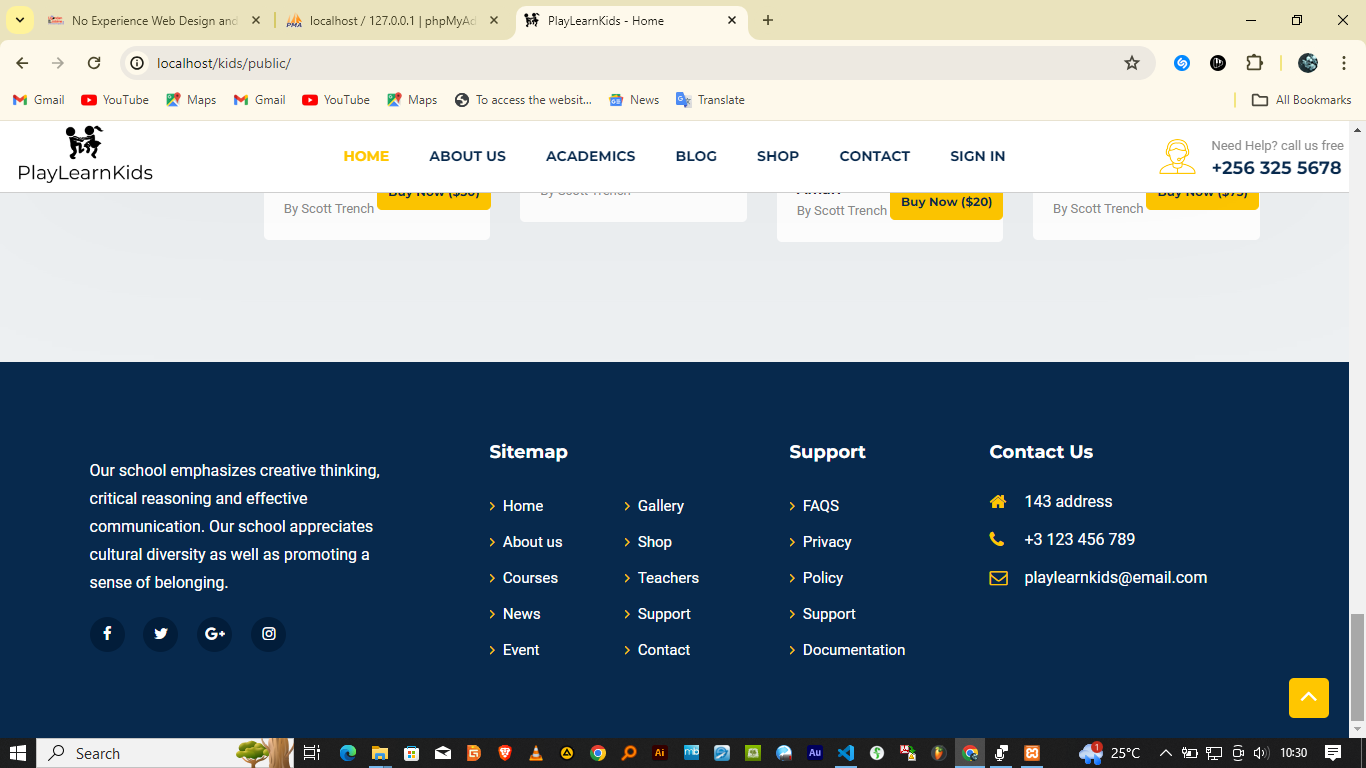 No Experience Web Design and
localhost / 127.0.0.1 | phpMyAd
PlayLearnKids - Home
localhost/kids/public/
Gmail
YouTube
Maps
Gmail
YouTube
Maps
To access the websit...
News
Translate
All Bookmarks
PlayLearnKids
HOME
ABOUT US
ACADEMICS
BLOG
SHOP
CONTACT
SIGN IN
Need Help? call us free
+256 325 5678
By Scott Trench
By Scott Trench
By Scott Trench
Buy Now ($20)
By Scott Trench
Our school emphasizes creative thinking,
critical reasoning and effective
communication. Our school appreciates
cultural diversity as well as promoting a
sense of belonging.
Sitemap
Home
About us
Courses
News
Event
Gallery
Shop
Teachers
Support
Contact
Support
FAQS
Privacy
Policy
Support
Documentation
Contact Us
143 address
+3 123 456 789
playlearnkids@email.com
Search
25°C
10:30